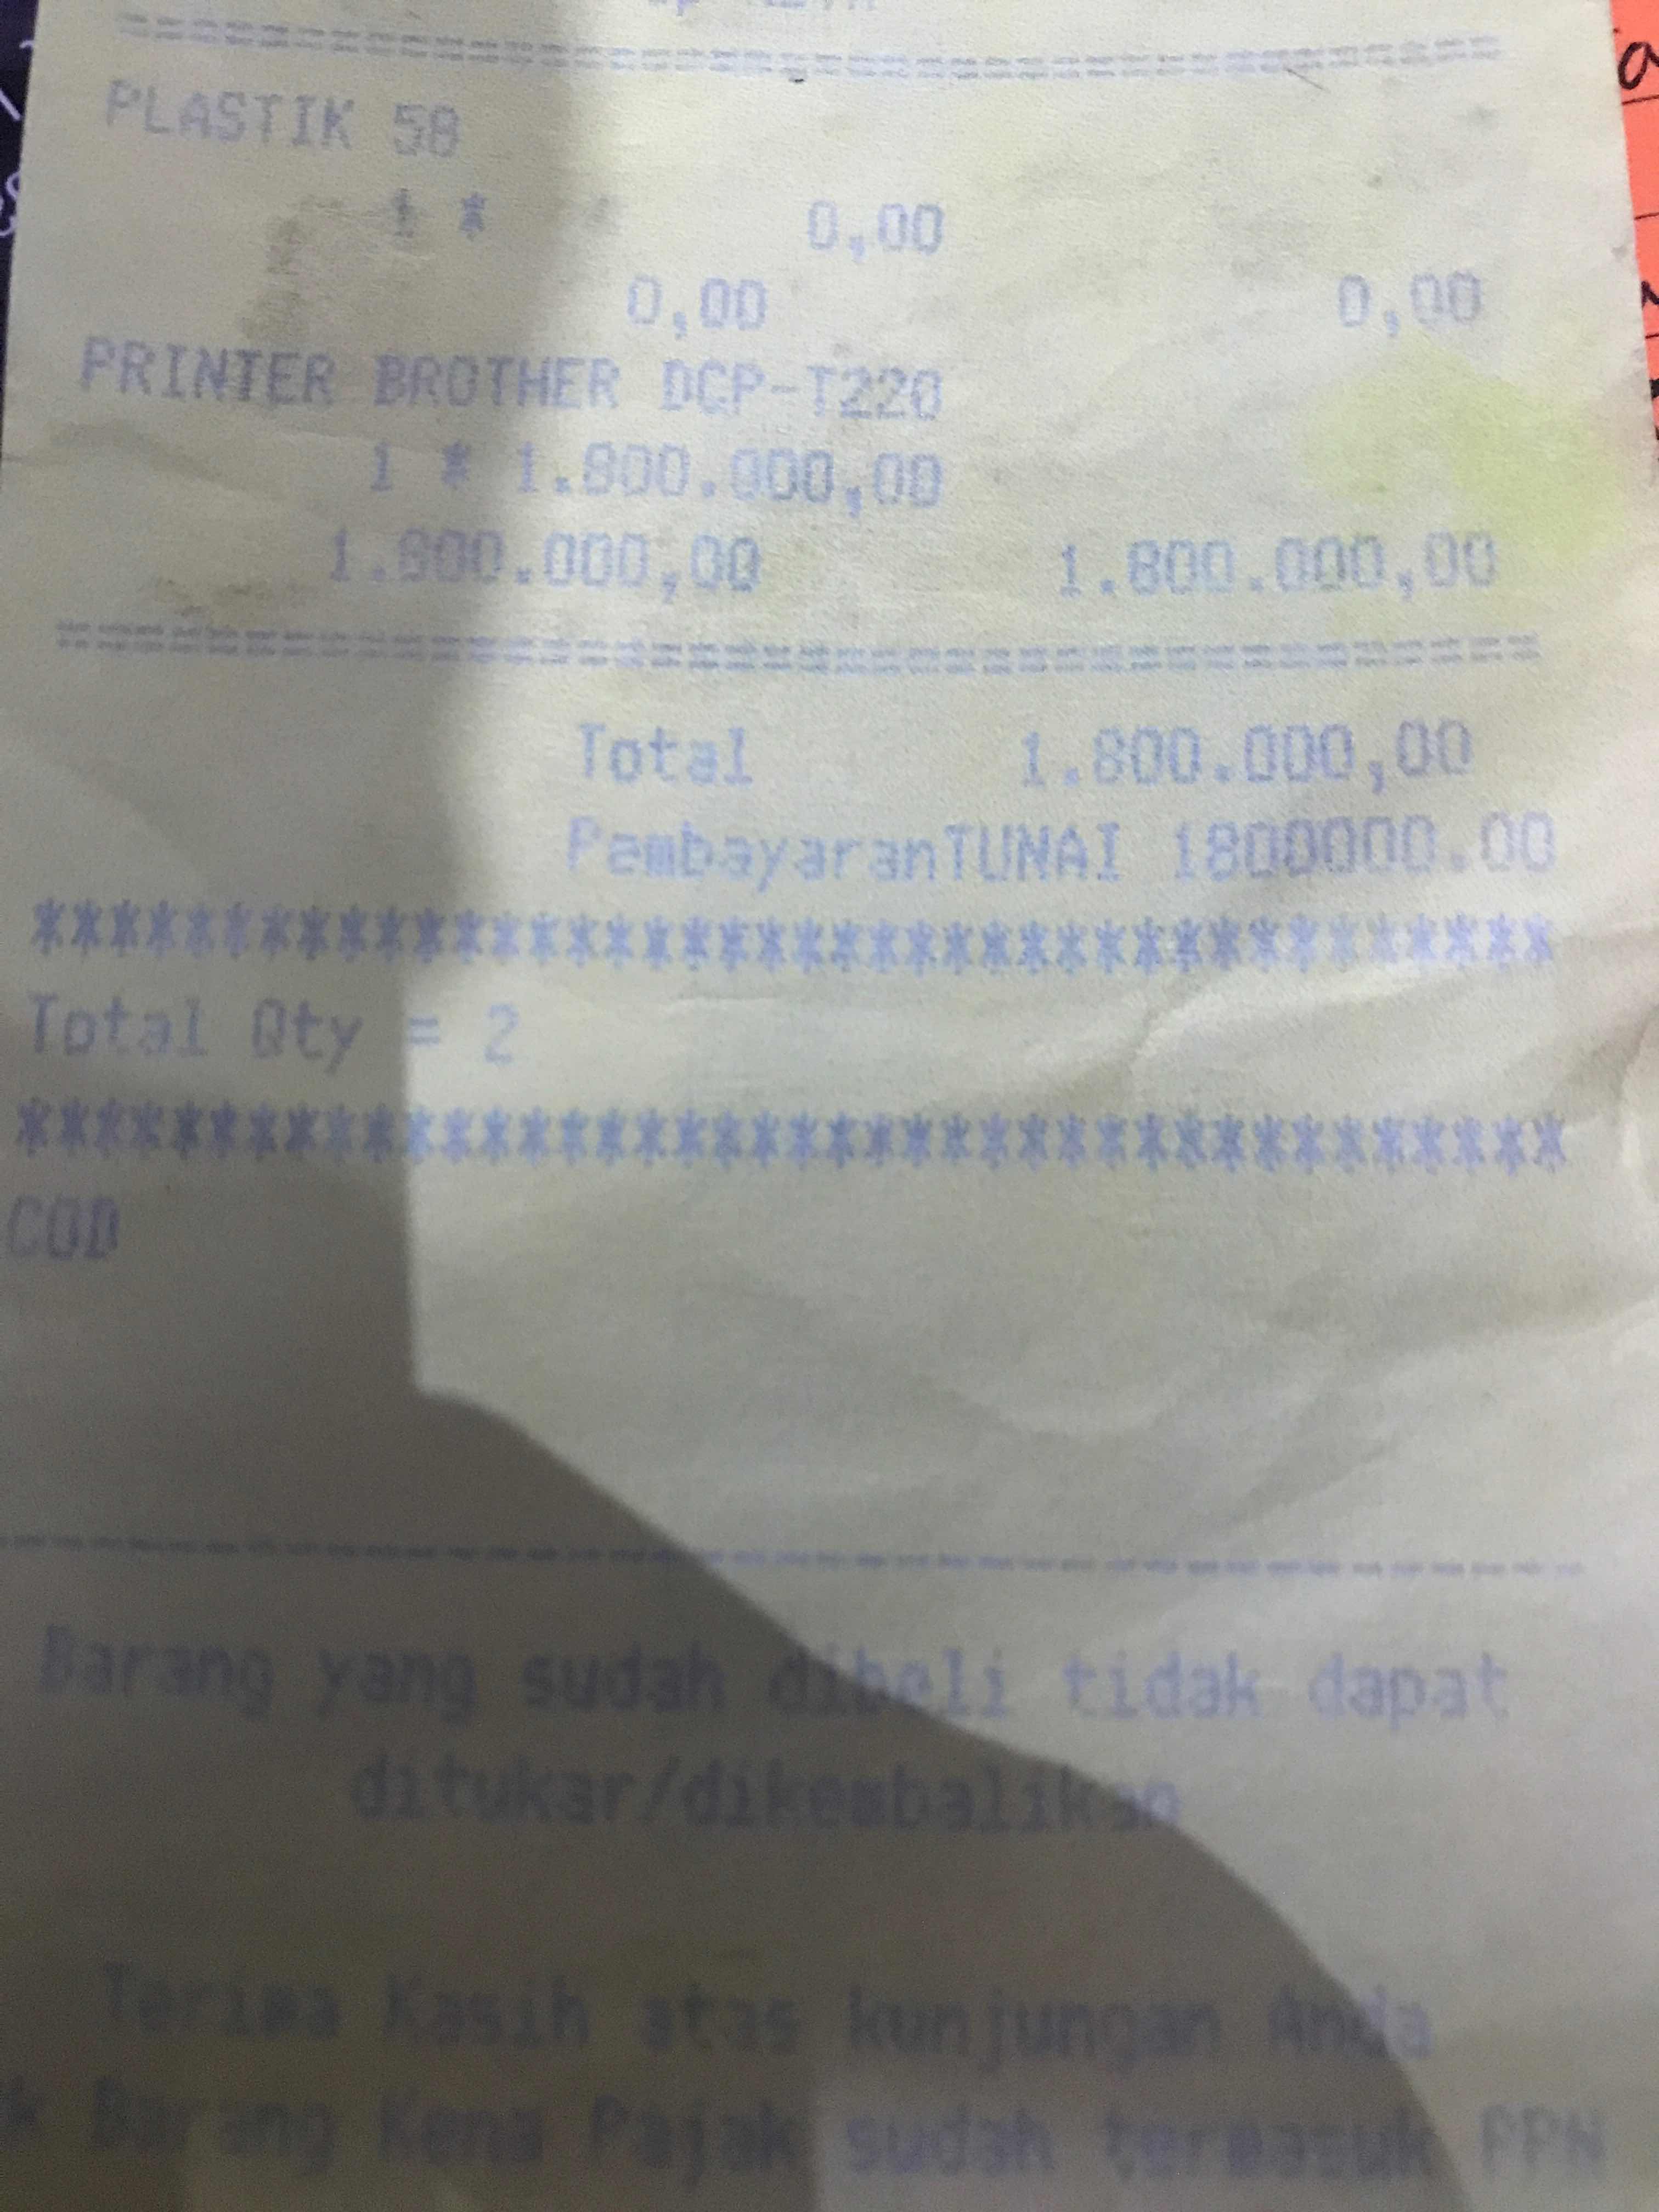 ==========================================
PLASTIK 50
1 * 0,00
0,00 0,00
PRINTER BROTHER DCP-T220
1 * 1.800.000,00
1.800.000,00 1.800.000,00
==========================================
Total 1.800.000,00
PembayaranTUNAI 1800000.00
****************************************
Total Qty = 2
****************************************
COD
------------------------------------------
Barang yang sudah dibeli tidak dapat
ditukar/dikembalikan
Terima Kasih atas kunjungan Anda
Barang Kena Pajak sudah termasuk PPN